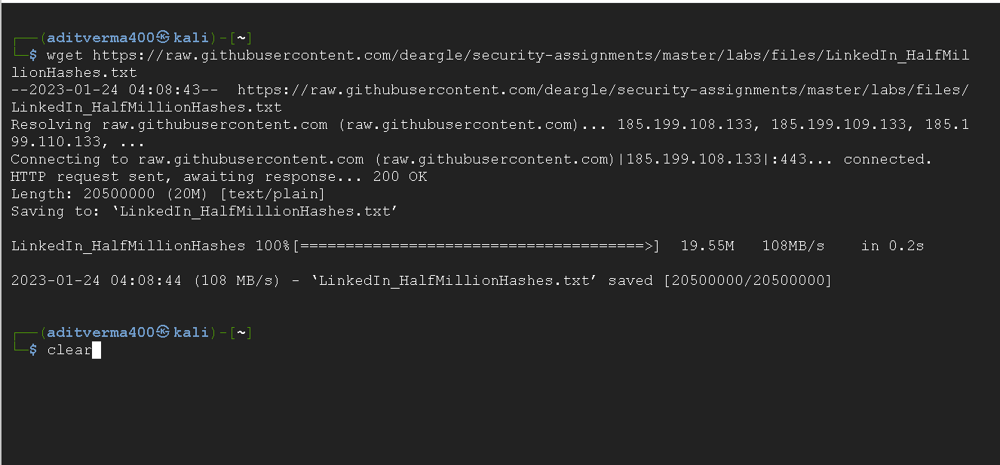 ┌──(aditverma400㉿kali)-[~]
└─$ wget https://raw.githubusercontent.com/deargle/security-assignments/master/labs/files/LinkedIn_HalfMil
lionHashes.txt
--2023-01-24 04:08:43--  https://raw.githubusercontent.com/deargle/security-assignments/master/labs/files/
LinkedIn_HalfMillionHashes.txt
Resolving raw.githubusercontent.com (raw.githubusercontent.com)... 185.199.108.133, 185.199.109.133, 185.1
99.110.133, ...
Connecting to raw.githubusercontent.com (raw.githubusercontent.com)|185.199.108.133|:443... connected.
HTTP request sent, awaiting response... 200 OK
Length: 20500000 (20M) [text/plain]
Saving to: ‘LinkedIn_HalfMillionHashes.txt’
LinkedIn_HalfMillionHashes 100%[======================================>]  19.55M   108MB/s    in 0.2s
2023-01-24 04:08:44 (108 MB/s) - ‘LinkedIn_HalfMillionHashes.txt’ saved [20500000/20500000]
┌──(aditverma400㉿kali)-[~]
└─$ clear